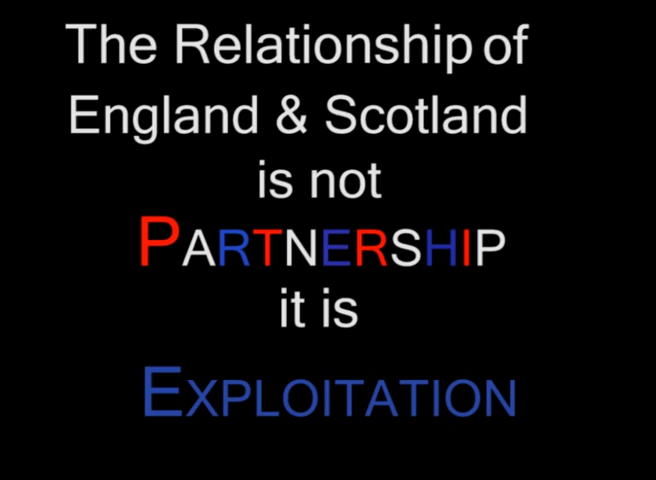 The Relationship of
England & Scotland
is not
PARTNERSHIP
it is
EXPLOITATION